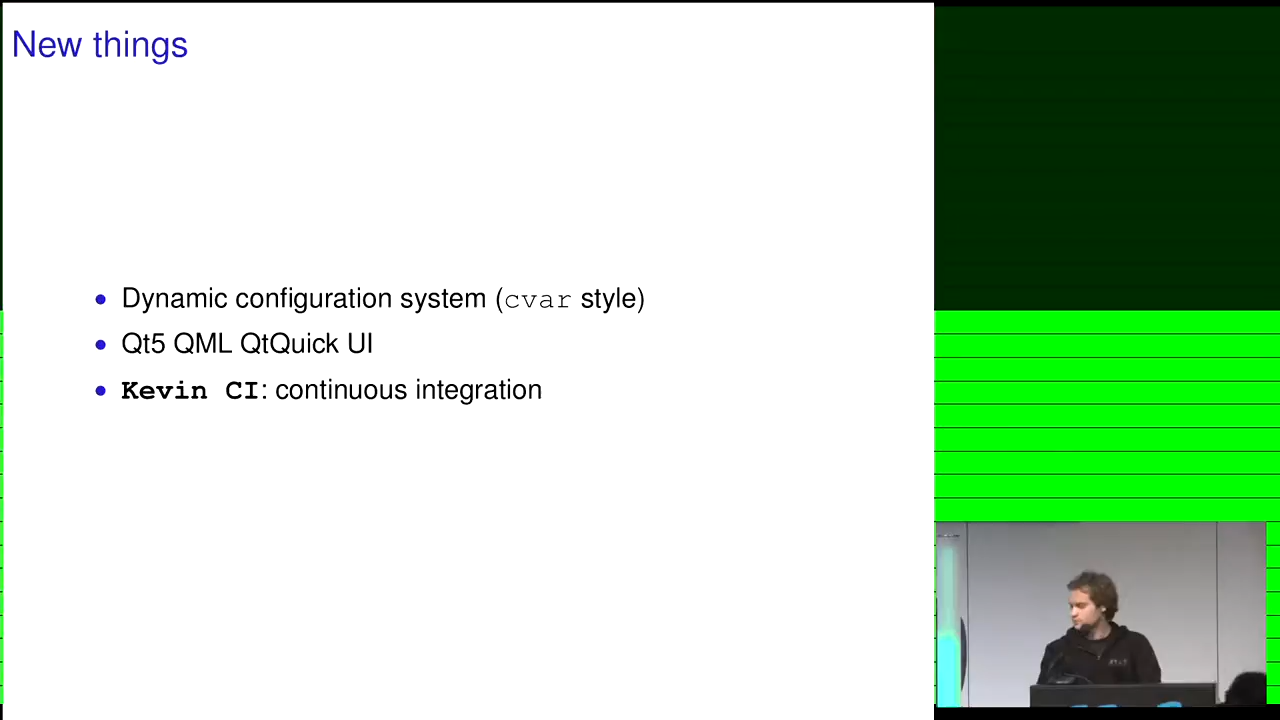 New things
• Dynamic configuration system (cvar style)
• Qt5 QML QtQuick UI
• Kevin CI: continuous integration